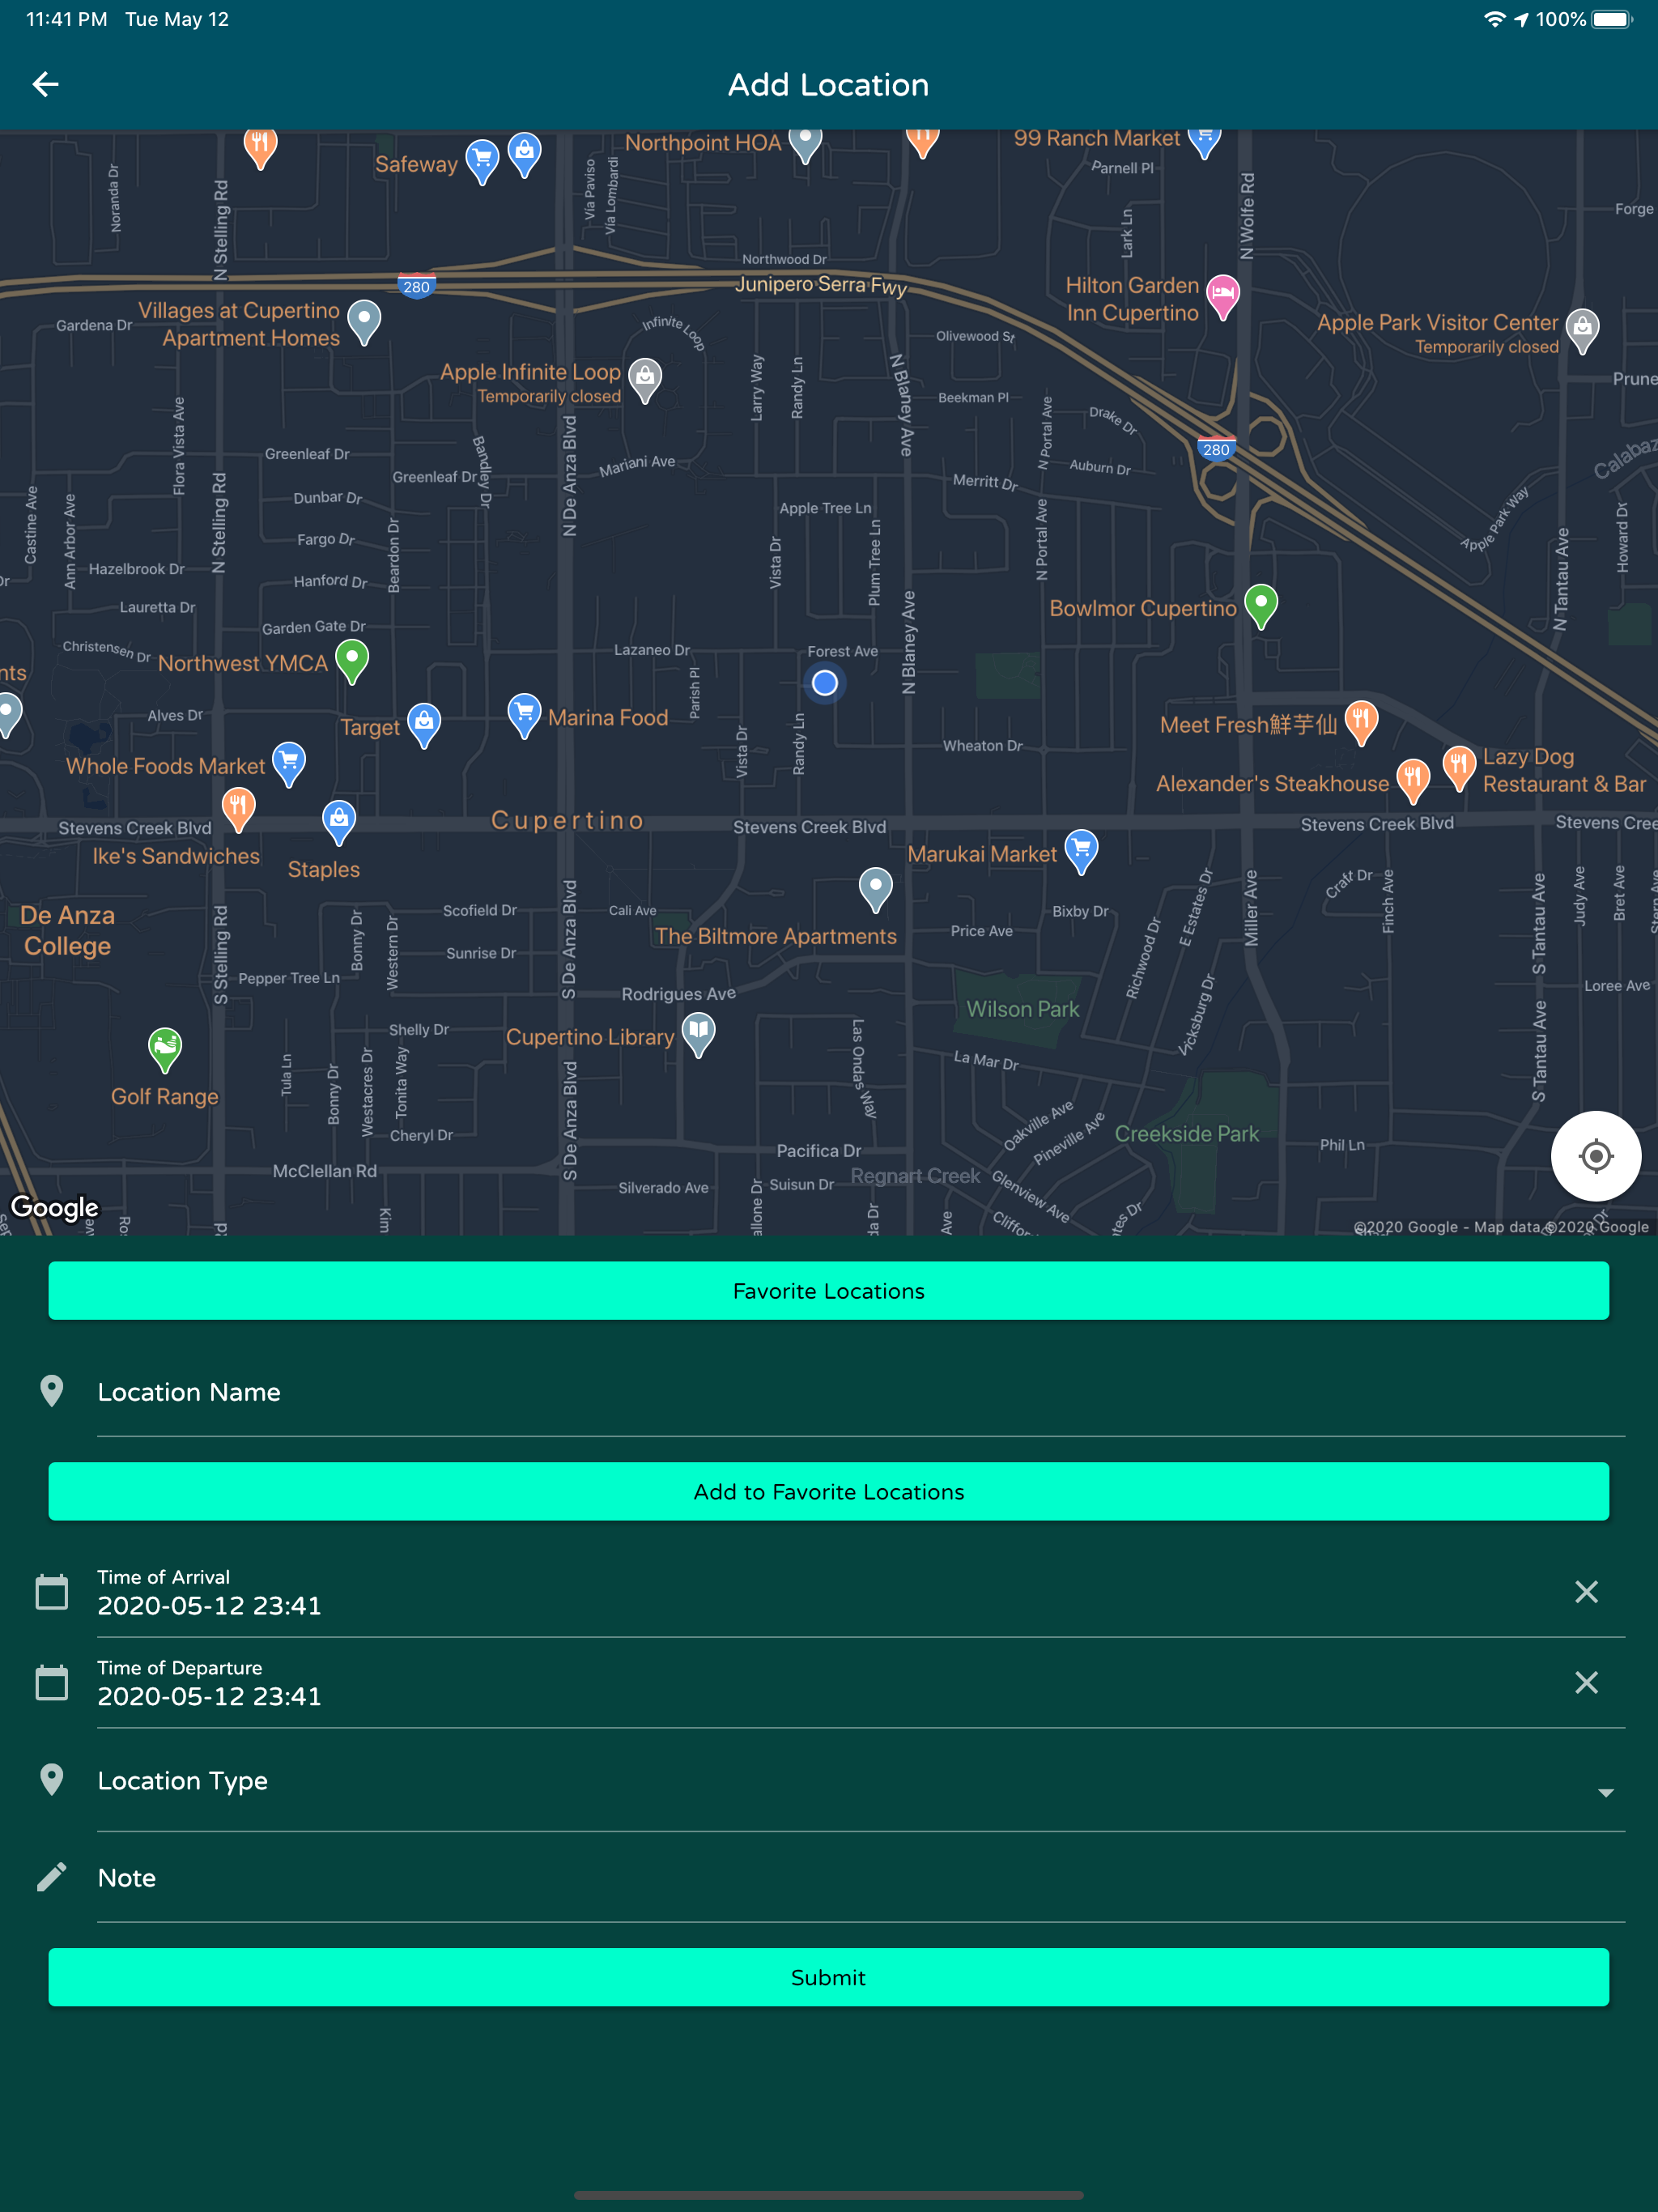 11:41 PM Tue May 12
100%
Add Location
Safeway
Northpoint HOA
99 Ranch Market
Parnell Pl
Noranda Dr
N Stelling Rd
Via Paviso
Via Lombardi
Lark Ln
N Wolfe Rd
Forge
Northwood Dr
280
Junipero Serra Fwy
Villages at Cupertino
Apartment Homes
Gardena Dr
Infinite Loop
Olivewood St
Hilton Garden
Inn Cupertino
Apple Park Visitor Center
Temporarily closed
Apple Infinite Loop
Temporarily closed
Larry Way
Randy Ln
N Blaney Ave
Beekman Pl
Prune
Flora Vista Ave
N Portal Ave
Drake Dr
280
Greenleaf Dr
Greenleaf Dr
Bandley Dr
N De Anza Blvd
Mariani Ave
Merritt Dr
Auburn Dr
Calabaz
Castine Ave
Ann Arbor Ave
N Stelling Rd
Dunbar Dr
Apple Tree Ln
Apple Park Way
Howard Dr
Fargo Dr
Beardon Dr
Vista Dr
Plum Tree Ln
N Portal Ave
N Tantau Ave
Hazelbrook Dr
Hanford Dr
Dr
Lauretta Dr
Garden Gate Dr
N Blaney Ave
Bowlmor Cupertino
Christensen Dr
Northwest YMCA
Lazaneo Dr
Forest Ave
nts
Parish Pl
Alves Dr
Target
Marina Food
Meet Fresh鮮芋仙
Whole Foods Market
Vista Dr
Randy Ln
Wheaton Dr
Lazy Dog
Restaurant & Bar
Alexander's Steakhouse
Stevens Creek Blvd
Cupertino
Stevens Creek Blvd
Stevens Creek Blvd
Stevens Cree
Ike's Sandwiches
Staples
Marukai Market
De Anza
College
S Stelling Rd
Bonny Dr
Western Dr
Scofield Dr
S De Anza Blvd
Cali Ave
The Biltmore Apartments
Price Ave
Bixby Dr
Richwood Dr
E Estates Dr
Miller Ave
Craft Dr
Finch Ave
S Tantau Ave
Judy Ave
Bret Ave
Stern Ave
Sunrise Dr
Pepper Tree Ln
Rodrigues Ave
Wilson Park
Vicksburg Dr
Loree Ave
Shelly Dr
Cupertino Library
Las Ondas Way
La Mar Dr
S Tantau Ave
Golf Range
Tula Ln
Bonny Dr
Westacres Dr
Tonita Way
Cheryl Dr
S De Anza Blvd
Oakville Ave
Pineville Ave
Creekside Park
Pacifica Dr
Phil Ln
McClellan Rd
Regnart Creek
Silverado Ave
Suisun Dr
Glenview Ave
Google
Kim
allone Dr
da Dr
Ave
Cliffor
ates Dr
©2020 Google - Map data ©2020 Google
Favorite Locations
Location Name
Add to Favorite Locations
Time of Arrival
2020-05-12 23:41
Time of Departure
2020-05-12 23:41
Location Type
Note
Submit